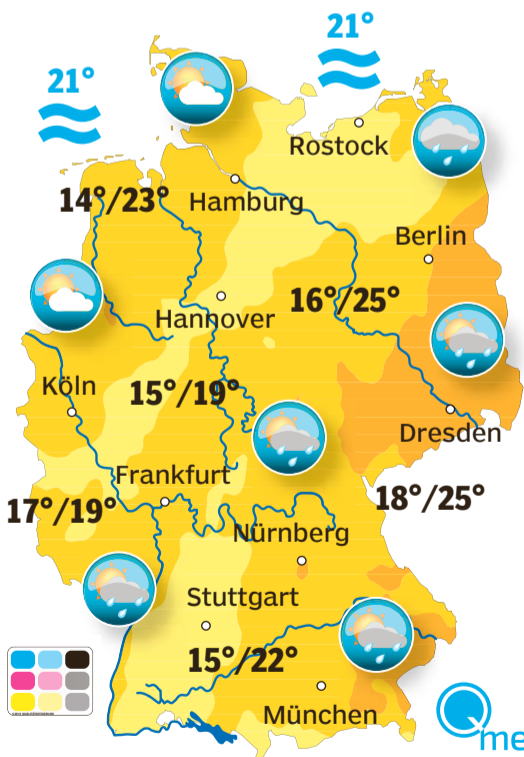 21°
21°
Rostock
14°/23°
Hamburg
Berlin
16°/25°
Hannover
Köln
15°/19°
Dresden
Frankfurt
17°/19°
18°/25°
Nürnberg
Stuttgart
15°/22°
München
Qme